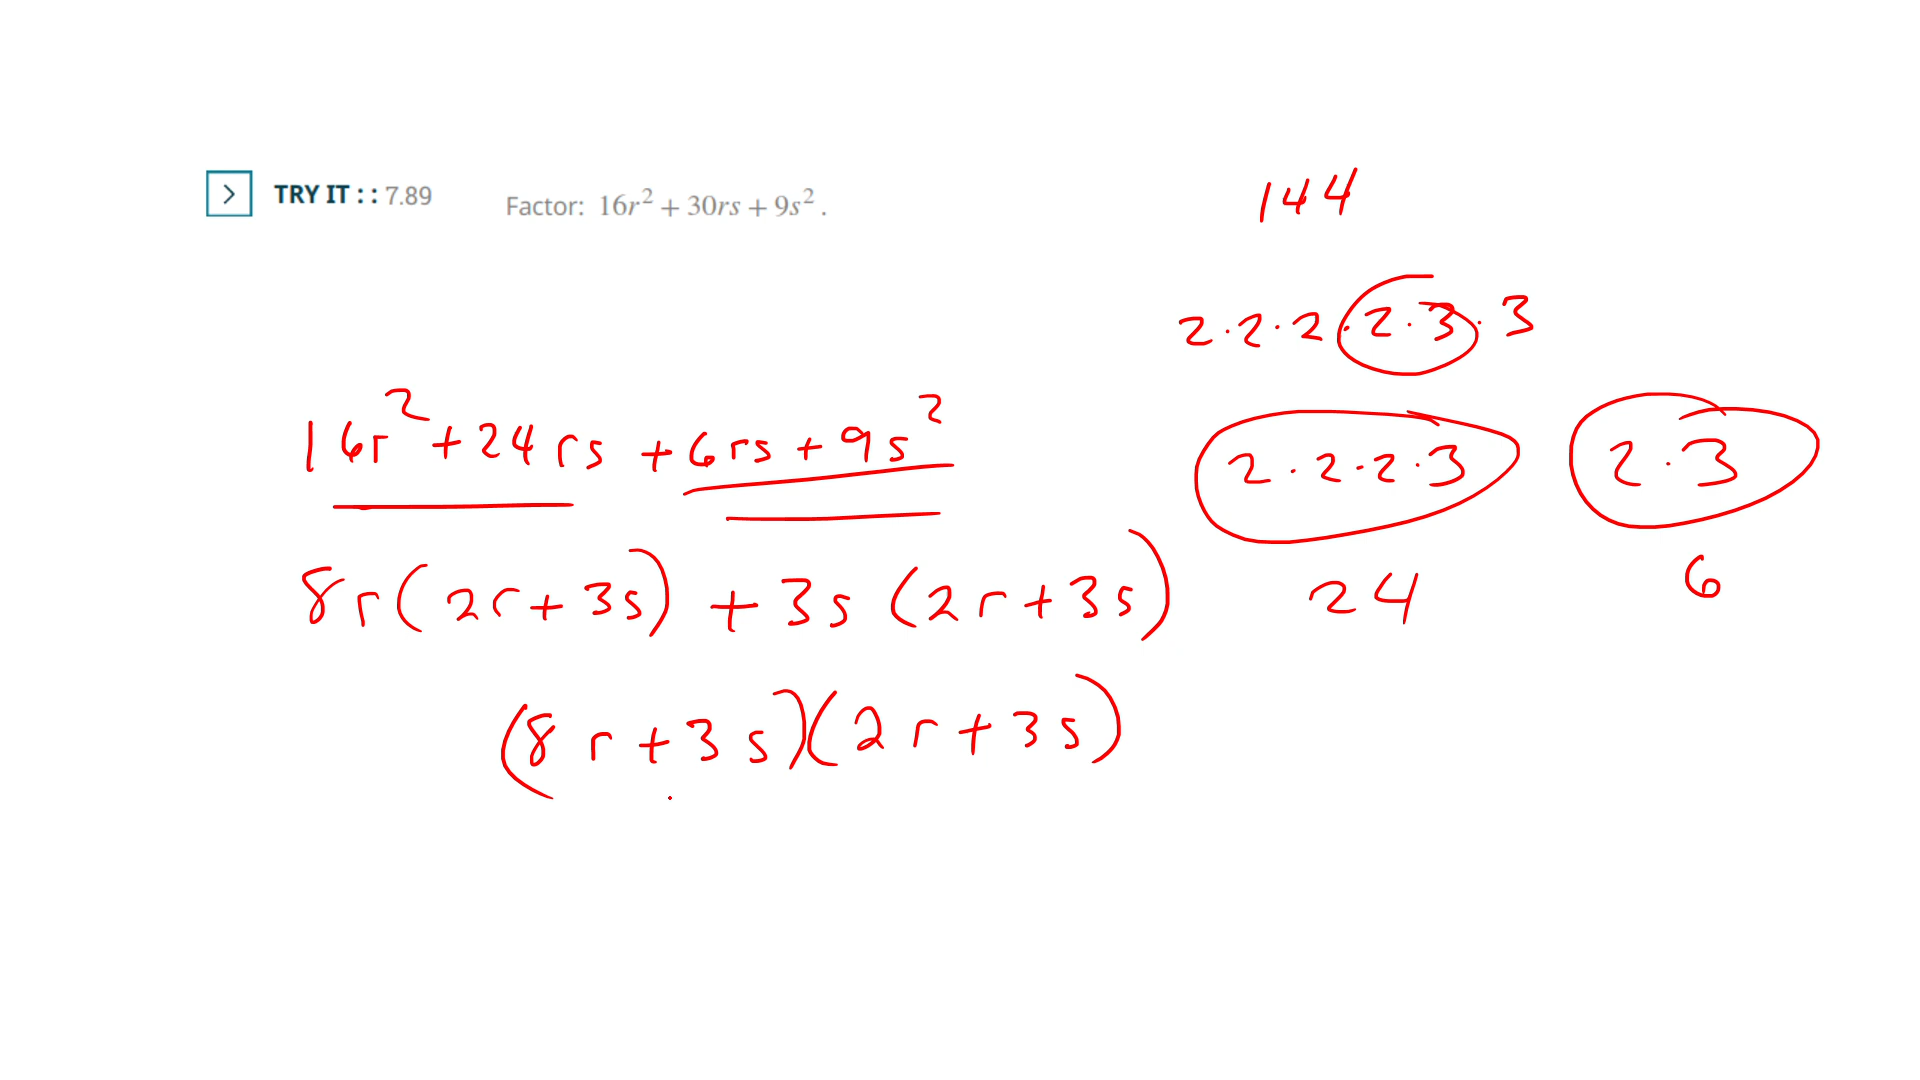 TRY IT : : 7.89 Factor: 16r² + 30rs + 9s² .
144
2·2·2·2·3·3
16r² + 24rs + 6rs + 9s²
2·2·2·3 2·3
24 6
8r(2r+3s) + 3s(2r+3s)
(8r+3s)(2r+3s)